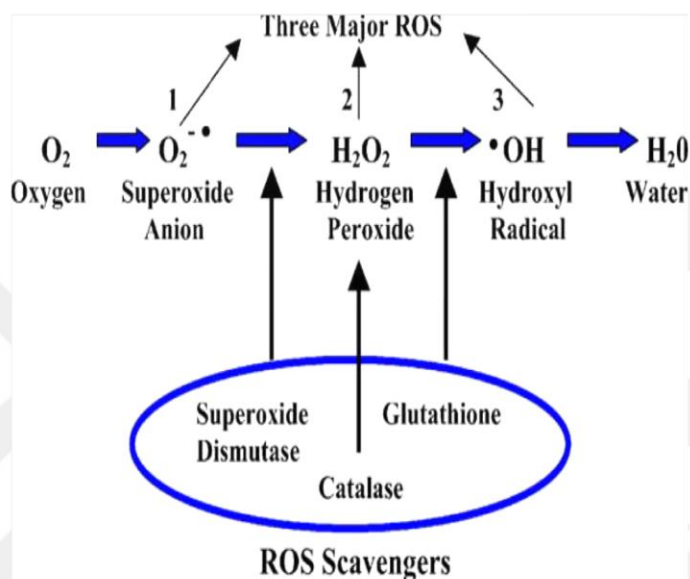 Three Major ROS
1 2 3
O₂ O₂⁻• H₂O₂ •OH H₂0
Oxygen Superoxide Hydrogen Hydroxyl Water
Anion Peroxide Radical
Superoxide Glutathione
Dismutase
Catalase
ROS Scavengers